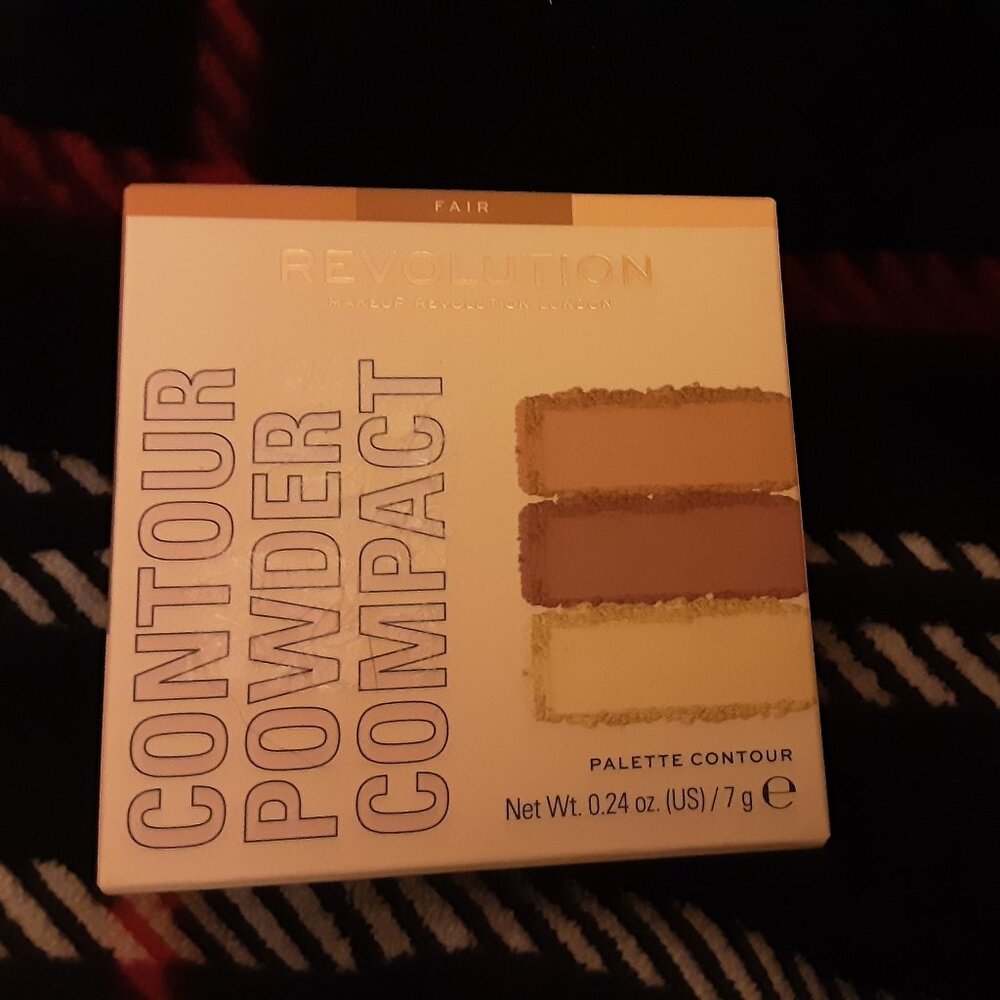 FAIR
REVOLUTION
MAKEUP REVOLUTION LONDON
CONTOUR
POWDER
COMPACT
PALETTE CONTOUR
Net Wt. 0.24 oz. (US) / 7 g ℮